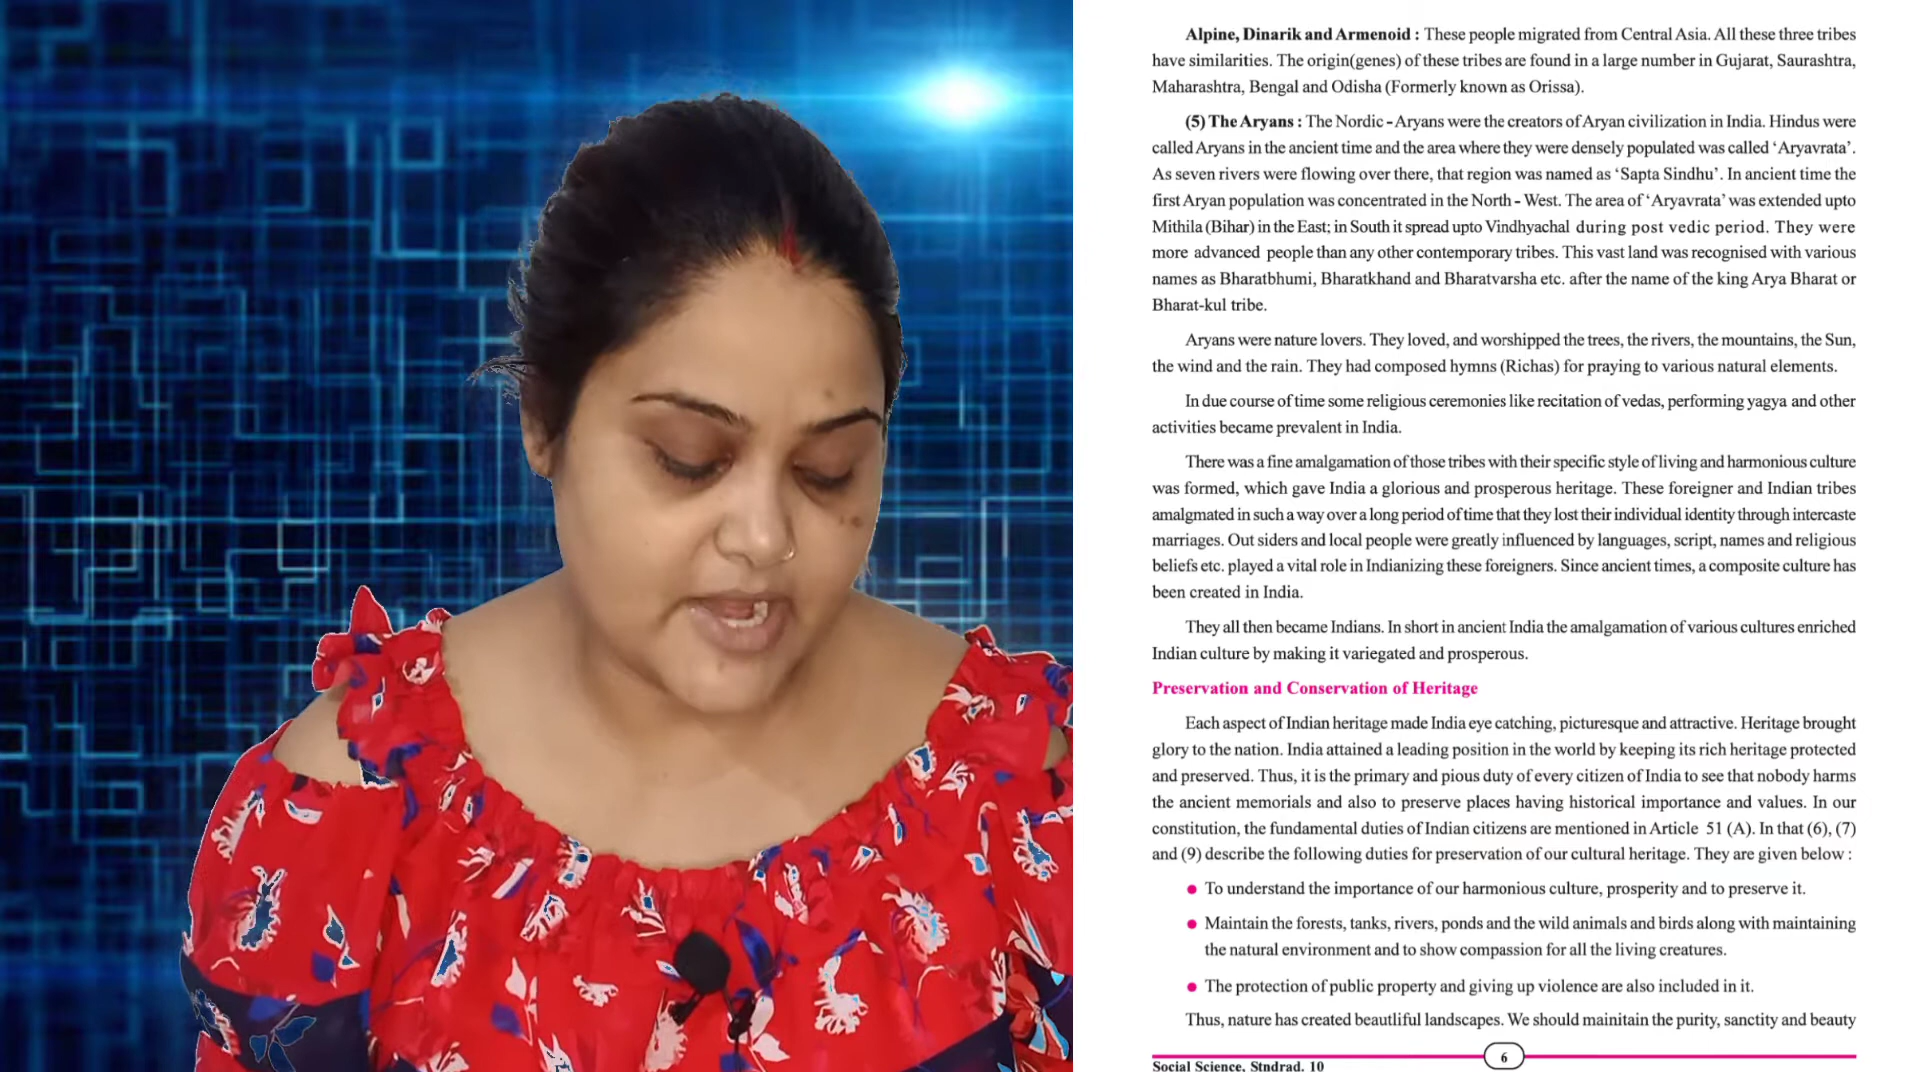 Alpine, Dinarik and Armenoid : These people migrated from Central Asia. All these three tribes
have similarities. The origin(genes) of these tribes are found in a large number in Gujarat, Saurashtra,
Maharashtra, Bengal and Odisha (Formerly known as Orissa).
(5) The Aryans : The Nordic - Aryans were the creators of Aryan civilization in India. Hindus were
called Aryans in the ancient time and the area where they were densely populated was called ‘Aryavrata’.
As seven rivers were flowing over there, that region was named as ‘Sapta Sindhu’. In ancient time the
first Aryan population was concentrated in the North - West. The area of ‘Aryavrata’ was extended upto
Mithila (Bihar) in the East; in South it spread upto Vindhyachal during post vedic period. They were
more advanced people than any other contemporary tribes. This vast land was recognised with various
names as Bharatbhumi, Bharatkhand and Bharatvarsha etc. after the name of the king Arya Bharat or
Bharat-kul tribe.
Aryans were nature lovers. They loved, and worshipped the trees, the rivers, the mountains, the Sun,
the wind and the rain. They had composed hymns (Richas) for praying to various natural elements.
In due course of time some religious ceremonies like recitation of vedas, performing yagya and other
activities became prevalent in India.
There was a fine amalgamation of those tribes with their specific style of living and harmonious culture
was formed, which gave India a glorious and prosperous heritage. These foreigner and Indian tribes
amalgmated in such a way over a long period of time that they lost their individual identity through intercaste
marriages. Out siders and local people were greatly influenced by languages, script, names and religious
beliefs etc. played a vital role in Indianizing these foreigners. Since ancient times, a composite culture has
been created in India.
They all then became Indians. In short in ancient India the amalgamation of various cultures enriched
Indian culture by making it variegated and prosperous.
Preservation and Conservation of Heritage
Each aspect of Indian heritage made India eye catching, picturesque and attractive. Heritage brought
glory to the nation. India attained a leading position in the world by keeping its rich heritage protected
and preserved. Thus, it is the primary and pious duty of every citizen of India to see that nobody harms
the ancient memorials and also to preserve places having historical importance and values. In our
constitution, the fundamental duties of Indian citizens are mentioned in Article 51 (A). In that (6), (7)
and (9) describe the following duties for preservation of our cultural heritage. They are given below :
● To understand the importance of our harmonious culture, prosperity and to preserve it.
● Maintain the forests, tanks, rivers, ponds and the wild animals and birds along with maintaining
the natural environment and to show compassion for all the living creatures.
● The protection of public property and giving up violence are also included in it.
Thus, nature has created beautliful landscapes. We should mainitain the purity, sanctity and beauty
6
Social Science, Stndrad. 10